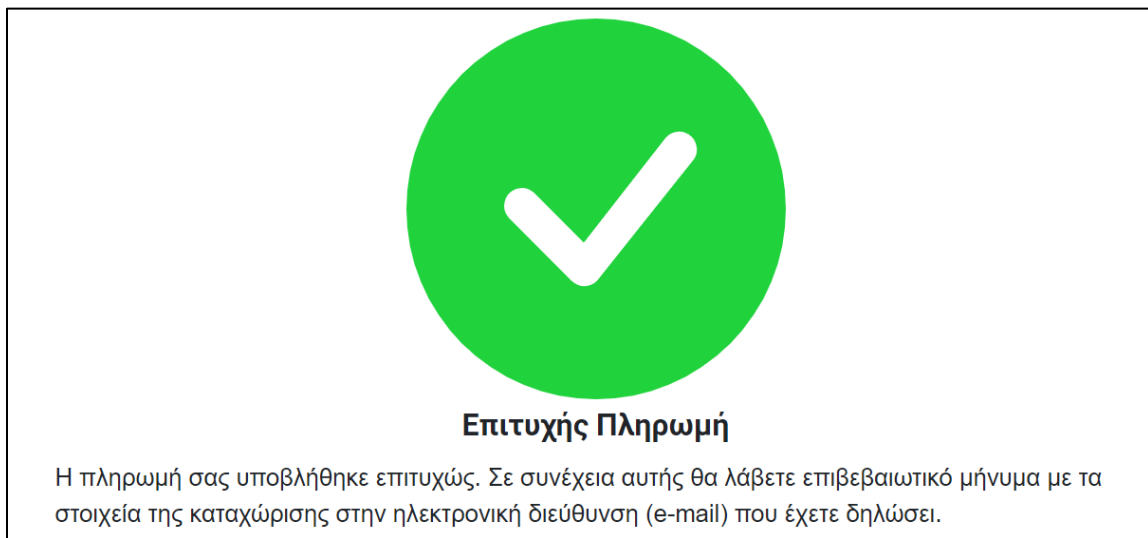 Επιτυχής Πληρωμή
Η πληρωμή σας υποβλήθηκε επιτυχώς. Σε συνέχεια αυτής θα λάβετε επιβεβαιωτικό μήνυμα με τα
στοιχεία της καταχώρισης στην ηλεκτρονική διεύθυνση (e-mail) που έχετε δηλώσει.